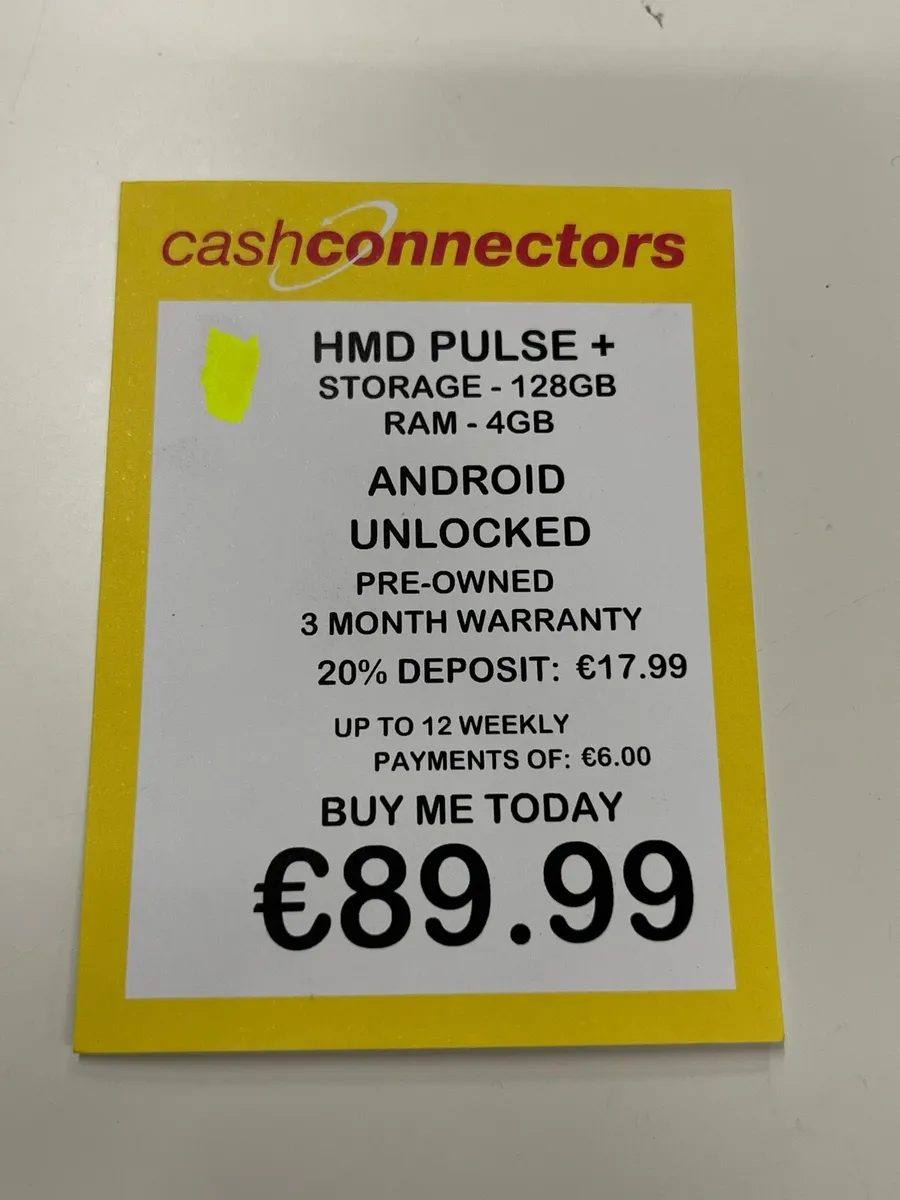 cashconnectors
HMD PULSE +
STORAGE - 128GB
RAM - 4GB
ANDROID
UNLOCKED
PRE-OWNED
3 MONTH WARRANTY
20% DEPOSIT: €17.99
UP TO 12 WEEKLY
PAYMENTS OF: €6.00
BUY ME TODAY
€89.99